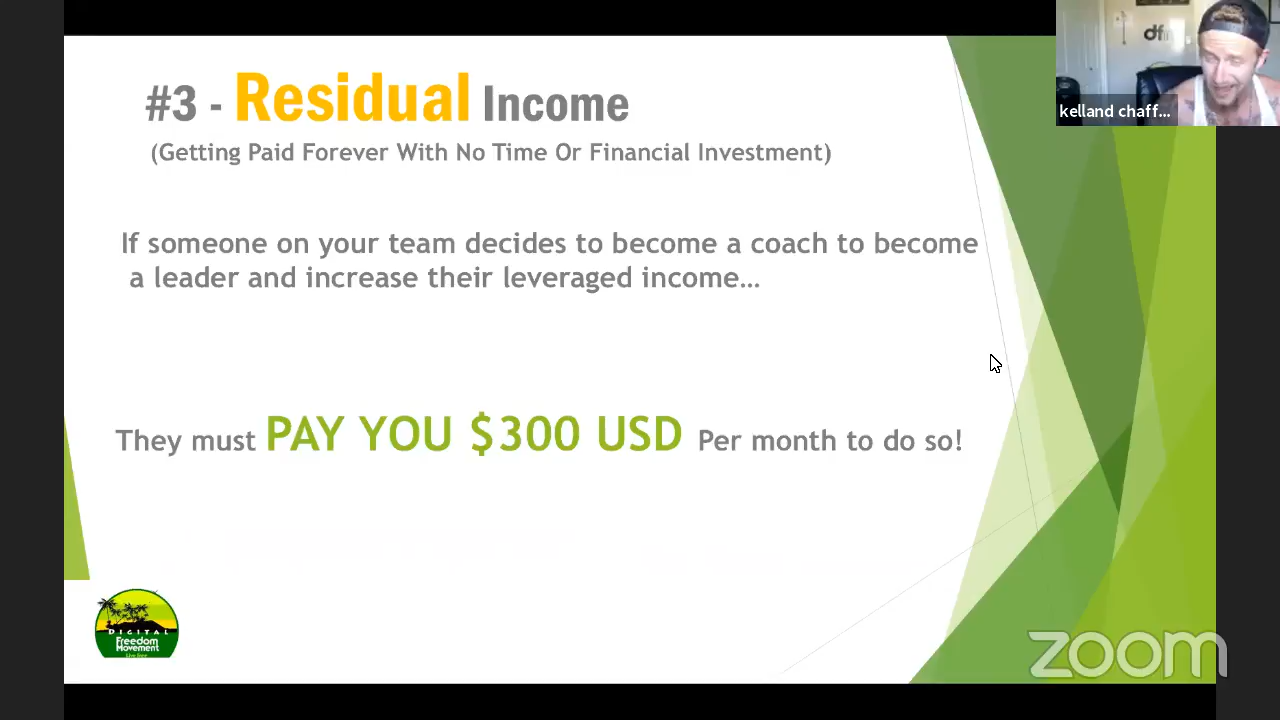 #3 - Residual Income
(Getting Paid Forever With No Time Or Financial Investment)
If someone on your team decides to become a coach to become
a leader and increase their leveraged income...
They must PAY YOU $300 USD Per month to do so!
kelland chaff...
DIGITAL
Freedom
Movement
zoom